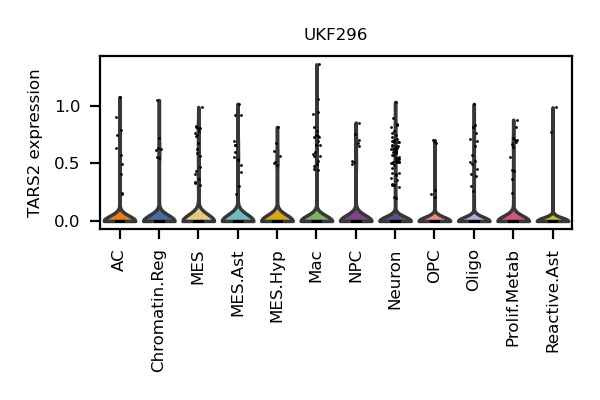 UKF296
TARS2 expression
1.0
0.5
0.0
AC
Chromatin.Reg
MES
MES.Ast
MES.Hyp
Mac
NPC
Neuron
OPC
Oligo
Prolif.Metab
Reactive.Ast